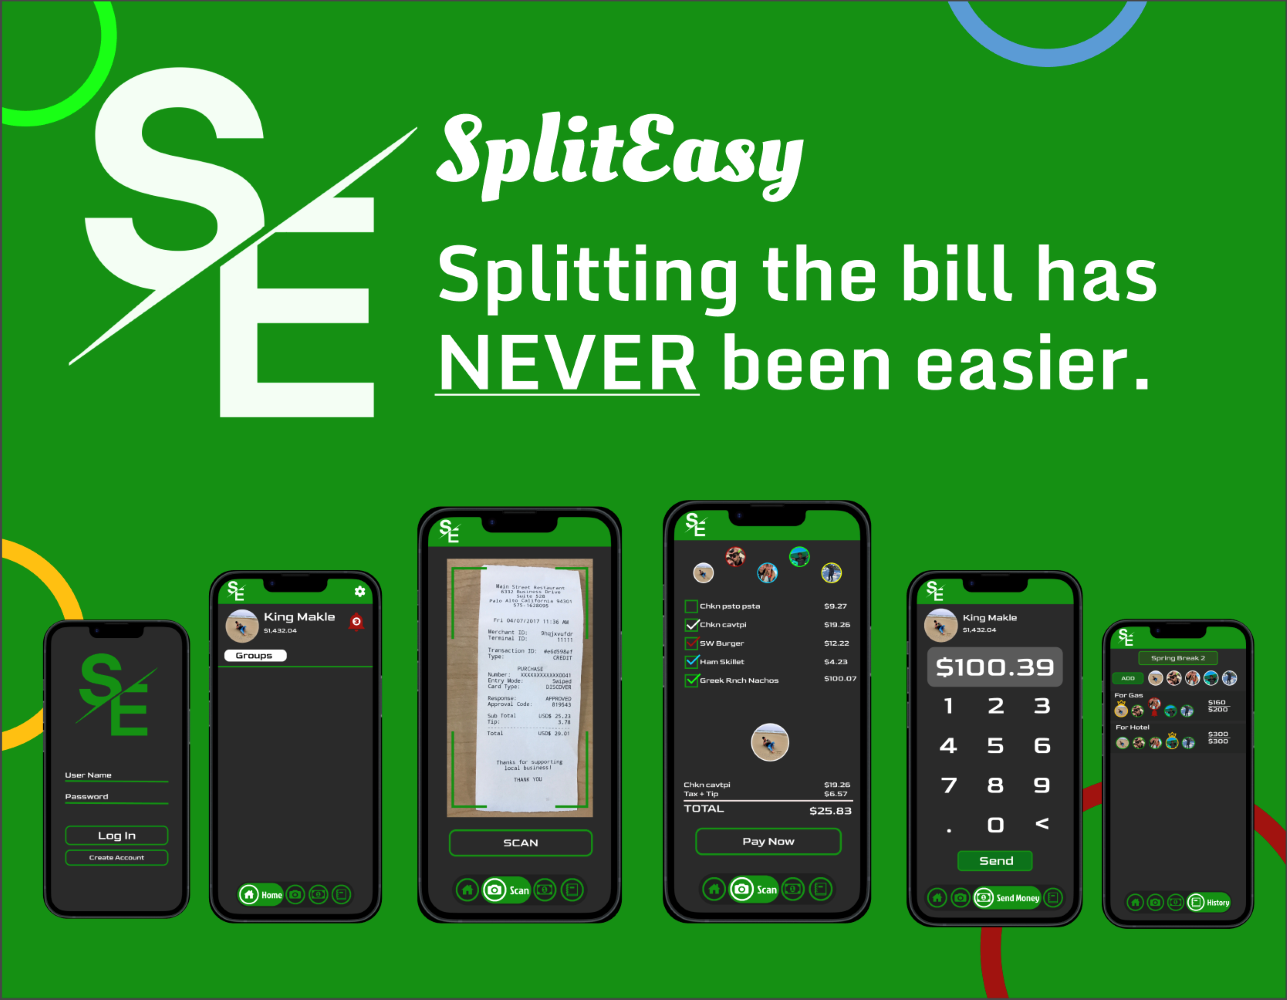 SE
SplitEasy
Splitting the bill has
NEVER been easier.
SE
User Name
Password
Log In
Create Account
SE
King Makle
$1,432.04
Groups
Home
SE
Main Street Restaurant
6332 Business Drive
Suite 528
Palo Alto California 94301
575-1628095
Fri 04/07/2017 11:36 AM
Merchant ID: 9hqjxvufdr
Terminal ID: 11111
Transaction ID: #e6d598ef
Type: CREDIT
PURCHASE
Number: XXXXXXXXXXXX0041
Entry Mode: Swiped
Card Type: DISCOVER
Response: APPROVED
Approval Code: 819543
Sub Total USD$ 25.23
Tip: 3.78
Total USD$ 29.01
Thanks for supporting
local business!
THANK YOU
SCAN
Scan
SE
Chkn psto psta $9.27
Chkn cavtpi $19.26
SW Burger $12.22
Ham Skillet $4.23
Greek Rnch Nachos $100.07
Chkn cavtpi $19.26
Tax + Tip $6.57
TOTAL $25.83
Pay Now
Scan
SE
King Makle
$1,432.04
$100.39
1 2 3
4 5 6
7 8 9
. 0 <
Send
Send Money
SE
Spring Break 2
ADD
For Gas
$160
$200
For Hotel
$300
$300
History